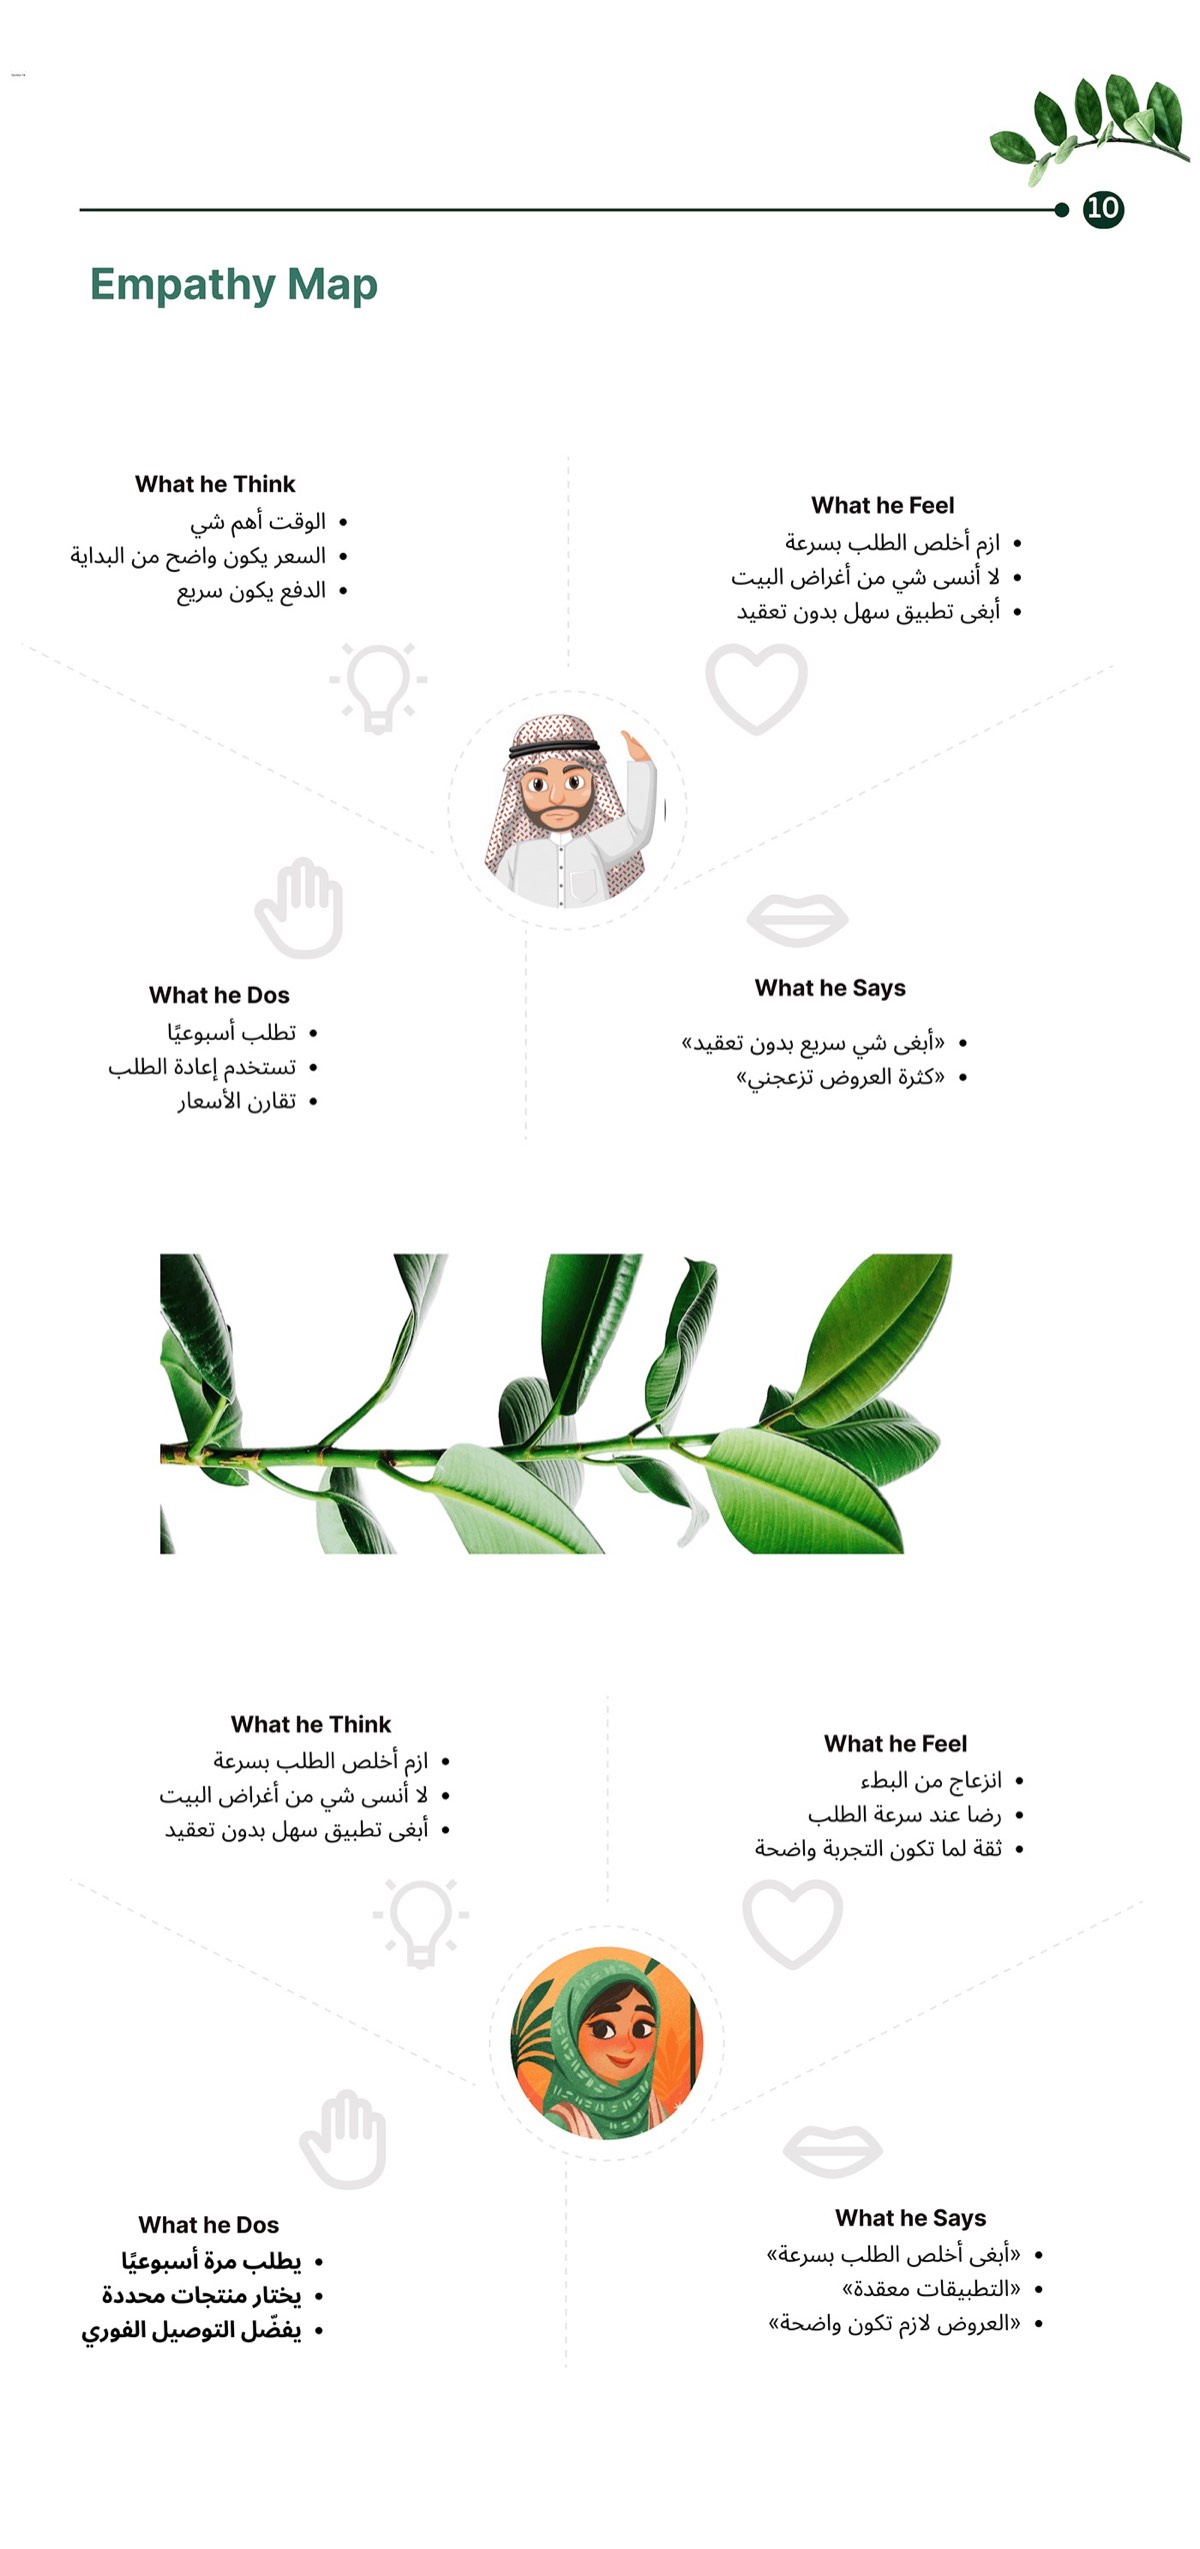 10
Empathy Map
What he Think
• الوقت أهم شي
• السعر يكون واضح من البداية
• الدفع يكون سريع
What he Feel
• ازم أخلص الطلب بسرعة
• لا أنسى شي من أغراض البيت
• أبغى تطبيق سهل بدون تعقيد
What he Dos
• تطلب أسبوعيًا
• تستخدم إعادة الطلب
• تقارن الأسعار
What he Says
• «أبغى شي سريع بدون تعقيد»
• «كثرة العروض تزعجني»
What he Think
• ازم أخلص الطلب بسرعة
• لا أنسى شي من أغراض البيت
• أبغى تطبيق سهل بدون تعقيد
What he Feel
• انزعاج من البطء
• رضا عند سرعة الطلب
• ثقة لما تكون التجربة واضحة
What he Dos
• يطلب مرة أسبوعيًا
• يختار منتجات محددة
• يفضّل التوصيل الفوري
What he Says
• «أبغى أخلص الطلب بسرعة»
• «التطبيقات معقدة»
• «العروض لازم تكون واضحة»